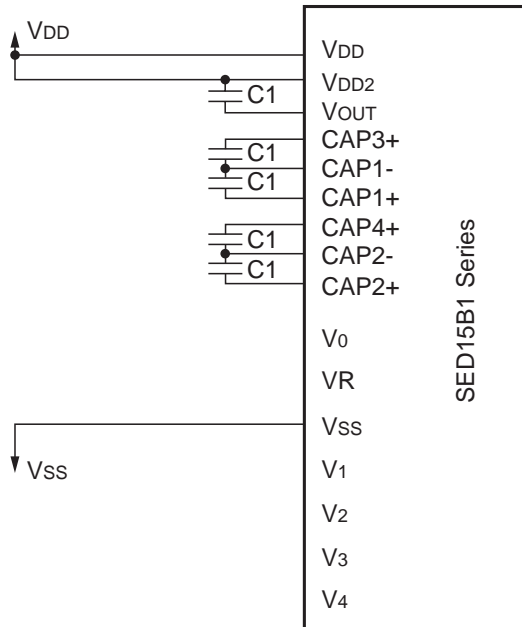 VDD
VDD
VDD2
C1
VOUT
CAP3+
C1
CAP1-
C1
CAP1+
CAP4+
C1
CAP2-
C1
CAP2+
SED15B1 Series
V0
VR
VSS
VSS
V1
V2
V3
V4